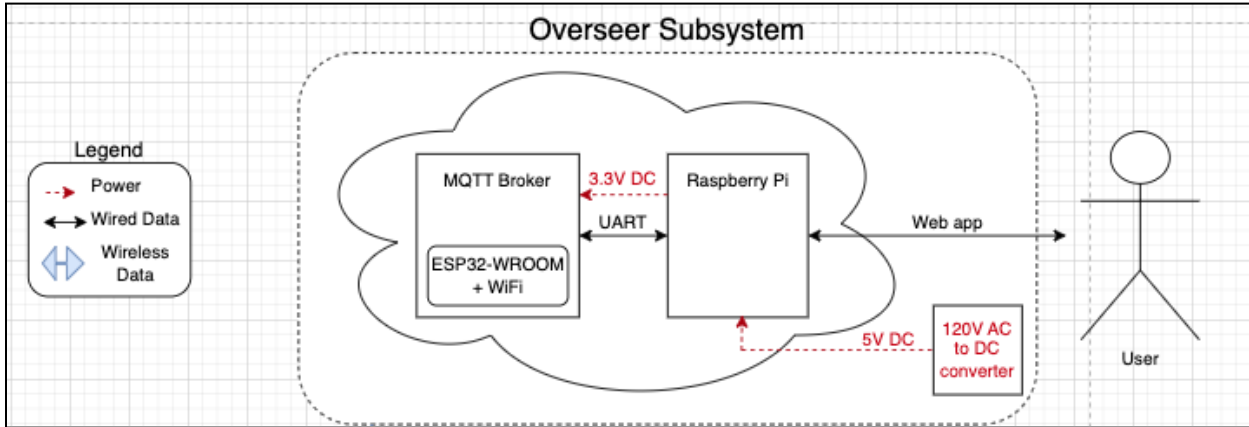 Overseer Subsystem
Legend
Power
Wired Data
Wireless
Data
MQTT Broker
ESP32-WROOM
+ WiFi
3.3V DC
UART
Raspberry Pi
Web app
5V DC
120V AC
to DC
converter
User